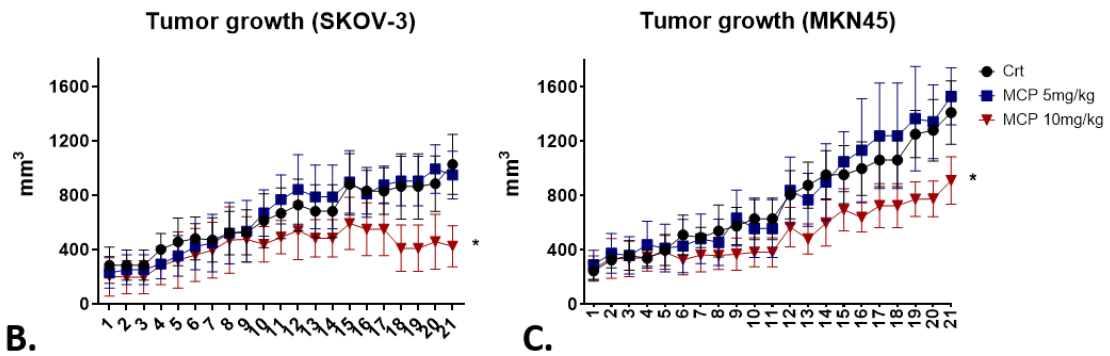 Tumor growth (SKOV-3)
mm³
1600
1200
800
400
0
1 2 3 4 5 6 7 8 9 10 11 12 13 14 15 16 17 18 19 20 21
*
B.
Tumor growth (MKN45)
mm³
1600
1200
800
400
0
1 2 3 4 5 6 7 8 9 10 11 12 13 14 15 16 17 18 19 20 21
Crt
MCP 5mg/kg
MCP 10mg/kg
*
C.